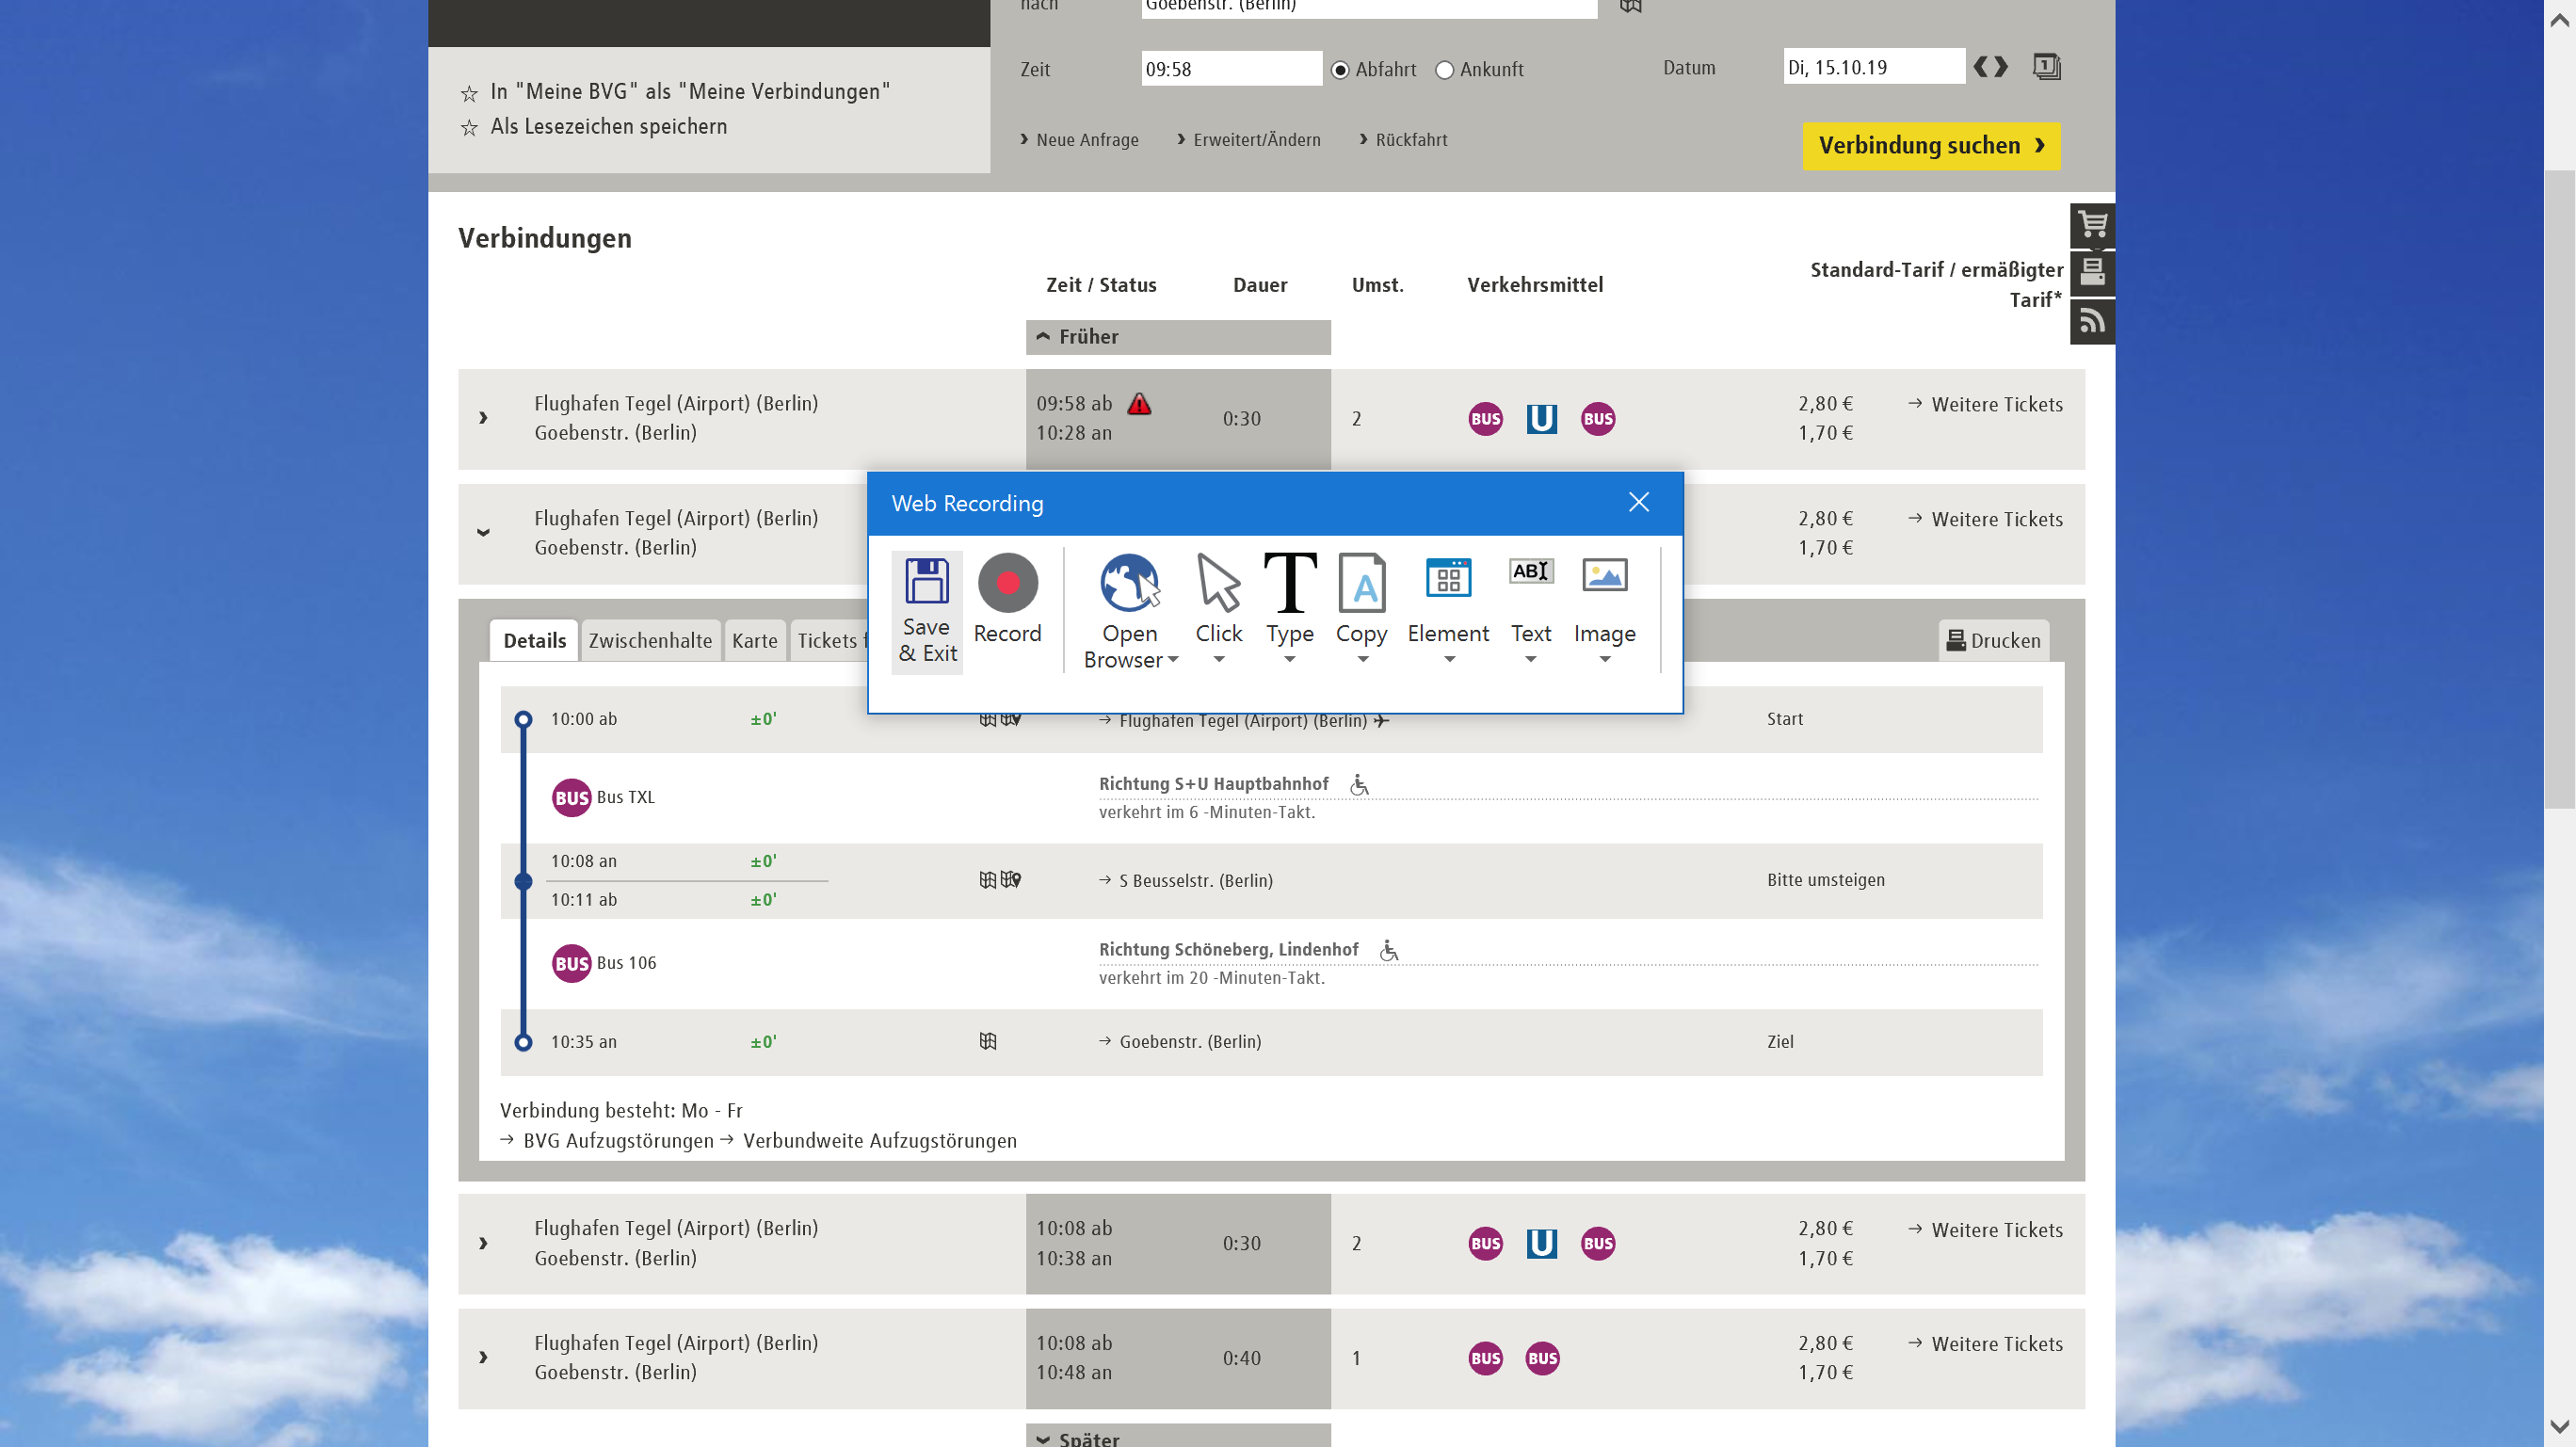 nach
Goebenstr. (Berlin)
Zeit
09:58
Abfahrt
Ankunft
Datum
Di, 15.10.19
1
In "Meine BVG" als "Meine Verbindungen"
Als Lesezeichen speichern
Neue Anfrage
Erweitert/Ändern
Rückfahrt
Verbindung suchen
Verbindungen
Zeit / Status
Dauer
Umst.
Verkehrsmittel
Standard-Tarif / ermäßigter
Tarif*
Früher
Flughafen Tegel (Airport) (Berlin)
Goebenstr. (Berlin)
09:58 ab
10:28 an
0:30
2
BUS U BUS
2,80 €
1,70 €
Weitere Tickets
Flughafen Tegel (Airport) (Berlin)
Goebenstr. (Berlin)
2,80 €
1,70 €
Weitere Tickets
Web Recording
Save
& Exit
Record
Open
Browser
Click
T
Type
A
Copy
Element
AB
Text
Image
Details
Zwischenhalte
Karte
Tickets
Drucken
10:00 ab
±0'
Flughafen Tegel (Airport) (Berlin)
Start
BUS Bus TXL
Richtung S+U Hauptbahnhof
verkehrt im 6 -Minuten-Takt.
10:08 an
±0'
10:11 ab
±0'
S Beusselstr. (Berlin)
Bitte umsteigen
BUS Bus 106
Richtung Schöneberg, Lindenhof
verkehrt im 20 -Minuten-Takt.
10:35 an
±0'
Goebenstr. (Berlin)
Ziel
Verbindung besteht: Mo - Fr
BVG Aufzugstörungen
Verbundweite Aufzugstörungen
Flughafen Tegel (Airport) (Berlin)
Goebenstr. (Berlin)
10:08 ab
10:38 an
0:30
2
BUS U BUS
2,80 €
1,70 €
Weitere Tickets
Flughafen Tegel (Airport) (Berlin)
Goebenstr. (Berlin)
10:08 ab
10:48 an
0:40
1
BUS BUS
2,80 €
1,70 €
Weitere Tickets
Später